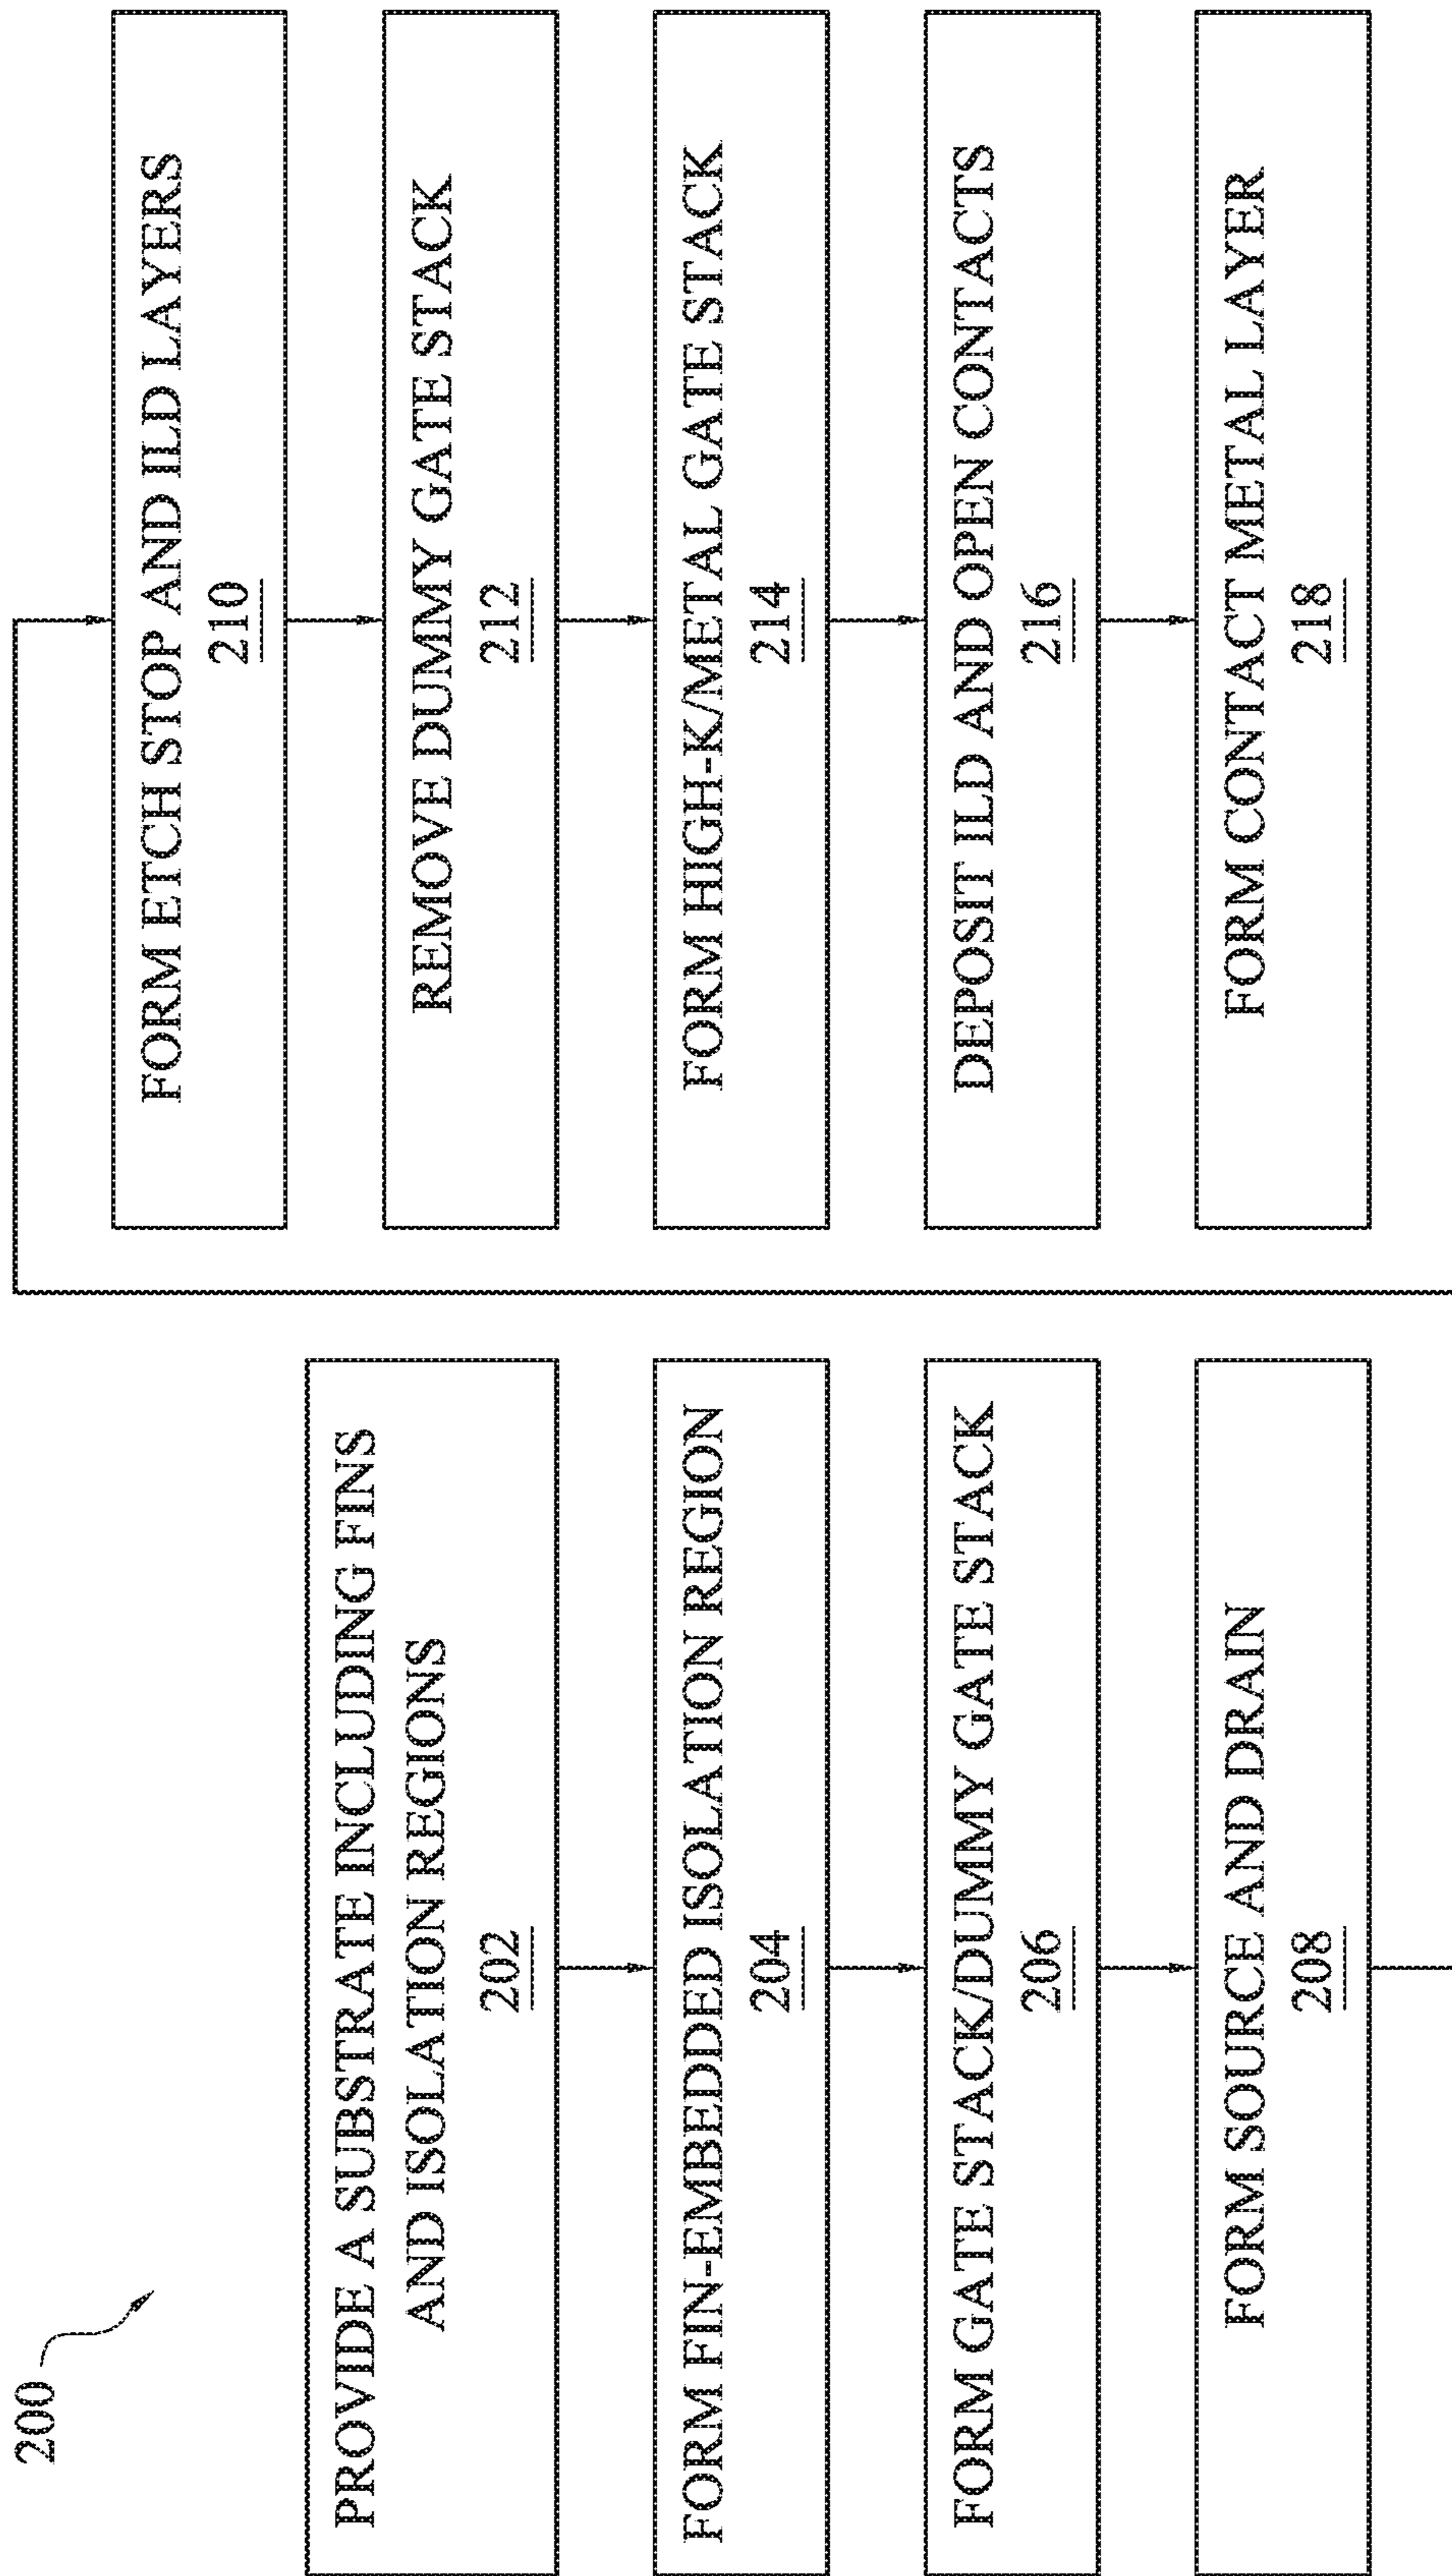 200
PROVIDE A SUBSTRATE INCLUDING FINS
AND ISOLATION REGIONS
202
FORM FIN-EMBEDDED ISOLATION REGION
204
FORM GATE STACK/DUMMY GATE STACK
206
FORM SOURCE AND DRAIN
208
FORM ETCH STOP AND ILD LAYERS
210
REMOVE DUMMY GATE STACK
212
FORM HIGH-K/METAL GATE STACK
214
DEPOSIT ILD AND OPEN CONTACTS
216
FORM CONTACT METAL LAYER
218